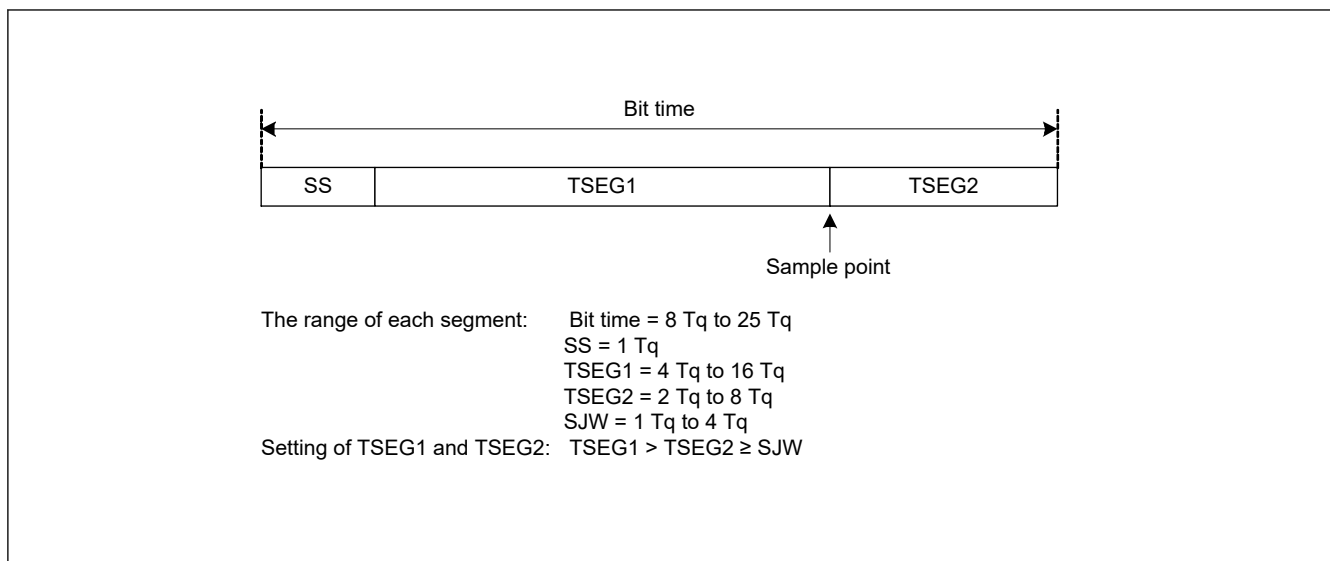 Bit time
SS TSEG1 TSEG2
Sample point
The range of each segment: Bit time = 8 Tq to 25 Tq
SS = 1 Tq
TSEG1 = 4 Tq to 16 Tq
TSEG2 = 2 Tq to 8 Tq
SJW = 1 Tq to 4 Tq
Setting of TSEG1 and TSEG2: TSEG1 > TSEG2 ≥ SJW